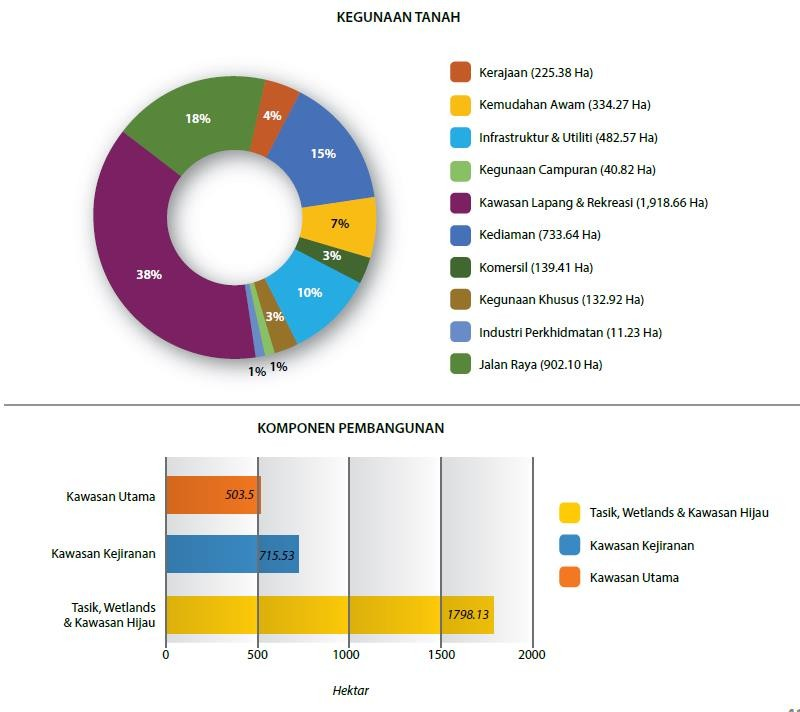 KEGUNAAN TANAH
18%
4%
15%
7%
3%
10%
3%
1%
1%
38%
Kerajaan (225.38 Ha)
Kemudahan Awam (334.27 Ha)
Infrastruktur & Utiliti (482.57 Ha)
Kegunaan Campuran (40.82 Ha)
Kawasan Lapang & Rekreasi (1,918.66 Ha)
Kediaman (733.64 Ha)
Komersil (139.41 Ha)
Kegunaan Khusus (132.92 Ha)
Industri Perkhidmatan (11.23 Ha)
Jalan Raya (902.10 Ha)
KOMPONEN PEMBANGUNAN
Kawasan Utama
503.5
Kawasan Kejiranan
715.53
Tasik, Wetlands
& Kawasan Hijau
1798.13
0 500 1000 1500 2000
Hektar
Tasik, Wetlands & Kawasan Hijau
Kawasan Kejiranan
Kawasan Utama